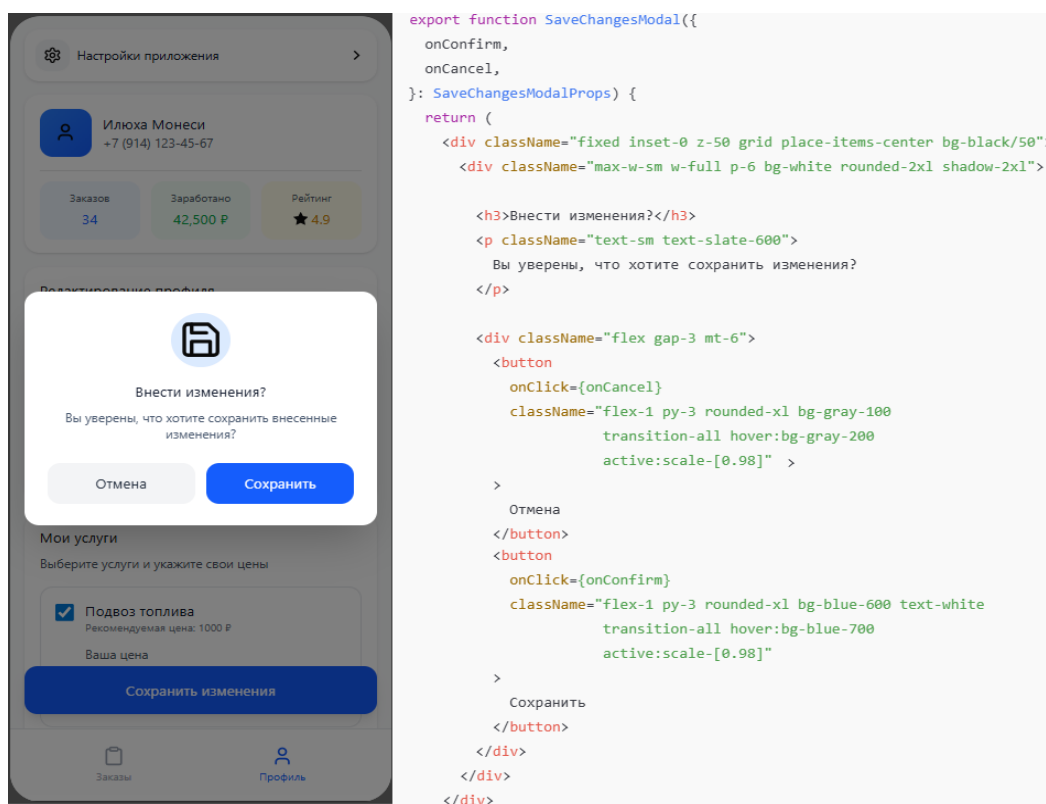 Настройки приложения
Илюха Монеси
+7 (914) 123-45-67
Заказов
Заработано
Рейтинг
34
42,500 ₽
★ 4.9
Редактирование профиля
Внести изменения?
Вы уверены, что хотите сохранить внесенные
изменения?
Отмена
Сохранить
Мои услуги
Выберите услуги и укажите свои цены
Подвоз топлива
Рекомендуемая цена: 1000 ₽
Ваша цена
Сохранить изменения
Заказы
Профиль
export function SaveChangesModal({
onConfirm,
onCancel,
}: SaveChangesModalProps) {
return (
<div className="fixed inset-0 z-50 grid place-items-center bg-black/50"
<div className="max-w-sm w-full p-6 bg-white rounded-2xl shadow-2xl">
<h3>Внести изменения?</h3>
<p className="text-sm text-slate-600">
Вы уверены, что хотите сохранить изменения?
</p>
<div className="flex gap-3 mt-6">
<button
onClick={onCancel}
className="flex-1 py-3 rounded-xl bg-gray-100
transition-all hover:bg-gray-200
active:scale-[0.98]" >
>
Отмена
</button>
<button
onClick={onConfirm}
className="flex-1 py-3 rounded-xl bg-blue-600 text-white
transition-all hover:bg-blue-700
active:scale-[0.98]"
>
Сохранить
</button>
</div>
</div>
</div>